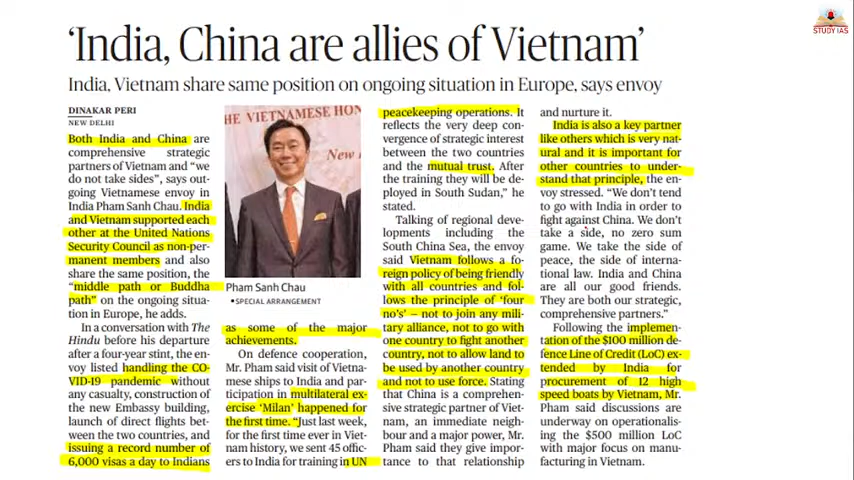 STUDY IAS
‘India, China are allies of Vietnam’
India, Vietnam share same position on ongoing situation in Europe, says envoy
DINAKAR PERI
NEW DELHI
Both India and China are
comprehensive strategic
partners of Vietnam and “we
do not take sides”, says out-
going Vietnamese envoy in
India Pham Sanh Chau. India
and Vietnam supported each
other at the United Nations
Security Council as non-per-
manent members and also
share the same position, the
“middle path or Buddha
path” on the ongoing situa-
tion in Europe, he adds.
In a conversation with The
Hindu before his departure
after a four-year stint, the en-
voy listed handling the CO-
VID-19 pandemic without
any casualty, construction of
the new Embassy building,
launch of direct flights bet-
ween the two countries, and
issuing a record number of
6,000 visas a day to Indians
THE VIETNAMESE HON
New
Pham Sanh Chau
•SPECIAL ARRANGEMENT
as some of the major
achievements.
On defence cooperation,
Mr. Pham said visit of Vietna-
mese ships to India and par-
ticipation in multilateral ex-
ercise ‘Milan’ happened for
the first time. “Just last week,
for the first time ever in Viet-
nam history, we sent 45 offic-
ers to India for training in UN
peacekeeping operations. It
reflects the very deep con-
vergence of strategic interest
between the two countries
and the mutual trust. After
the training they will be de-
ployed in South Sudan,” he
stated.
Talking of regional deve-
lopments including the
South China Sea, the envoy
said Vietnam follows a fo-
reign policy of being friendly
with all countries and fol-
lows the principle of ‘four
no’s’ – not to join any mili-
tary alliance, not to go with
one country to fight another
country, not to allow land to
be used by another country
and not to use force. Stating
that China is a comprehen-
sive strategic partner of Viet-
nam, an immediate neigh-
bour and a major power, Mr.
Pham said they give impor-
tance to that relationship
and nurture it.
India is also a key partner
like others which is very nat-
ural and it is important for
other countries to under-
stand that principle, the en-
voy stressed. “We don’t tend
to go with India in order to
fight against China. We don’t
take a side, no zero sum
game. We take the side of
peace, the side of interna-
tional law. India and China
are all our good friends.
They are both our strategic,
comprehensive partners.”
Following the implemen-
tation of the $100 million de-
fence Line of Credit (LoC) ex-
tended by India for
procurement of 12 high
speed boats by Vietnam, Mr.
Pham said discussions are
underway on operationalis-
ing the $500 million LoC
with major focus on manu-
facturing in Vietnam.